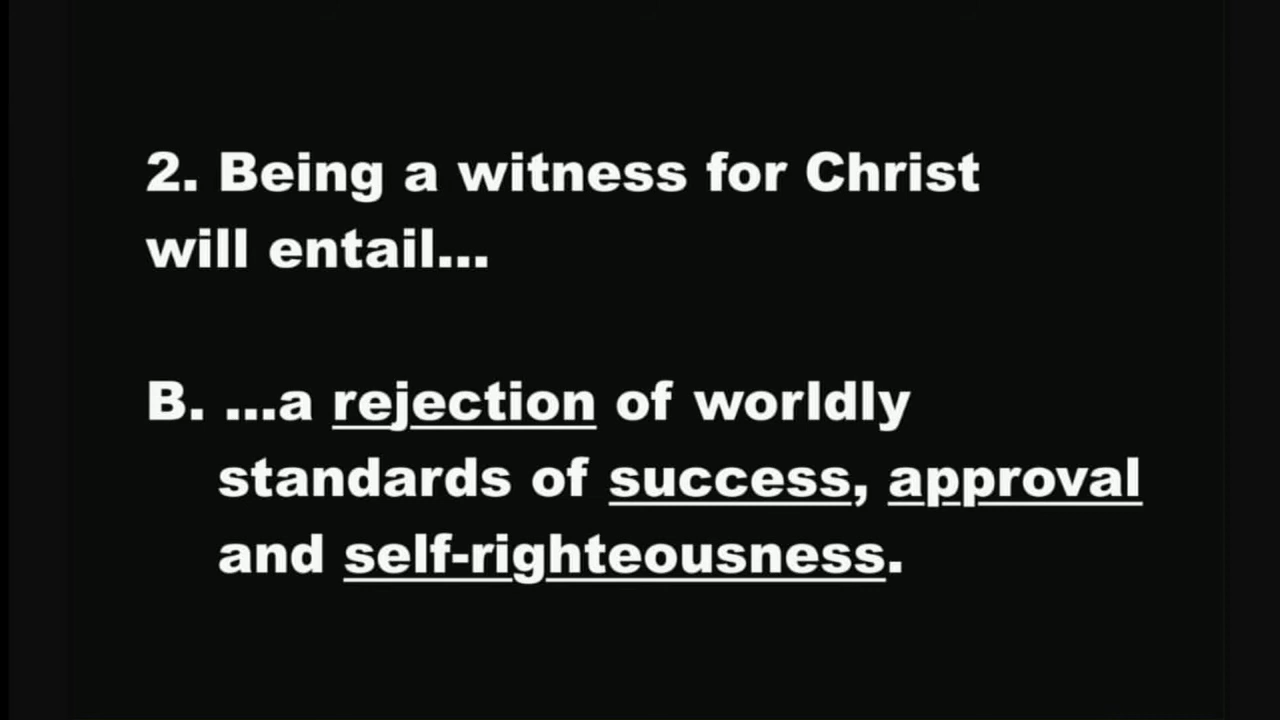 2. Being a witness for Christ
will entail...
B. ...a rejection of worldly
standards of success, approval
and self-righteousness.